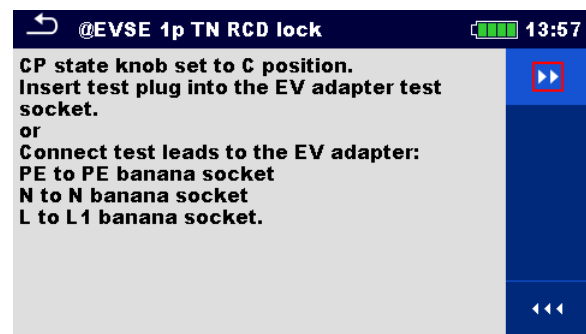 @EVSE 1p TN RCD lock
13:57
CP state knob set to C position.
Insert test plug into the EV adapter test
socket.
or
Connect test leads to the EV adapter:
PE to PE banana socket
N to N banana socket
L to L1 banana socket.